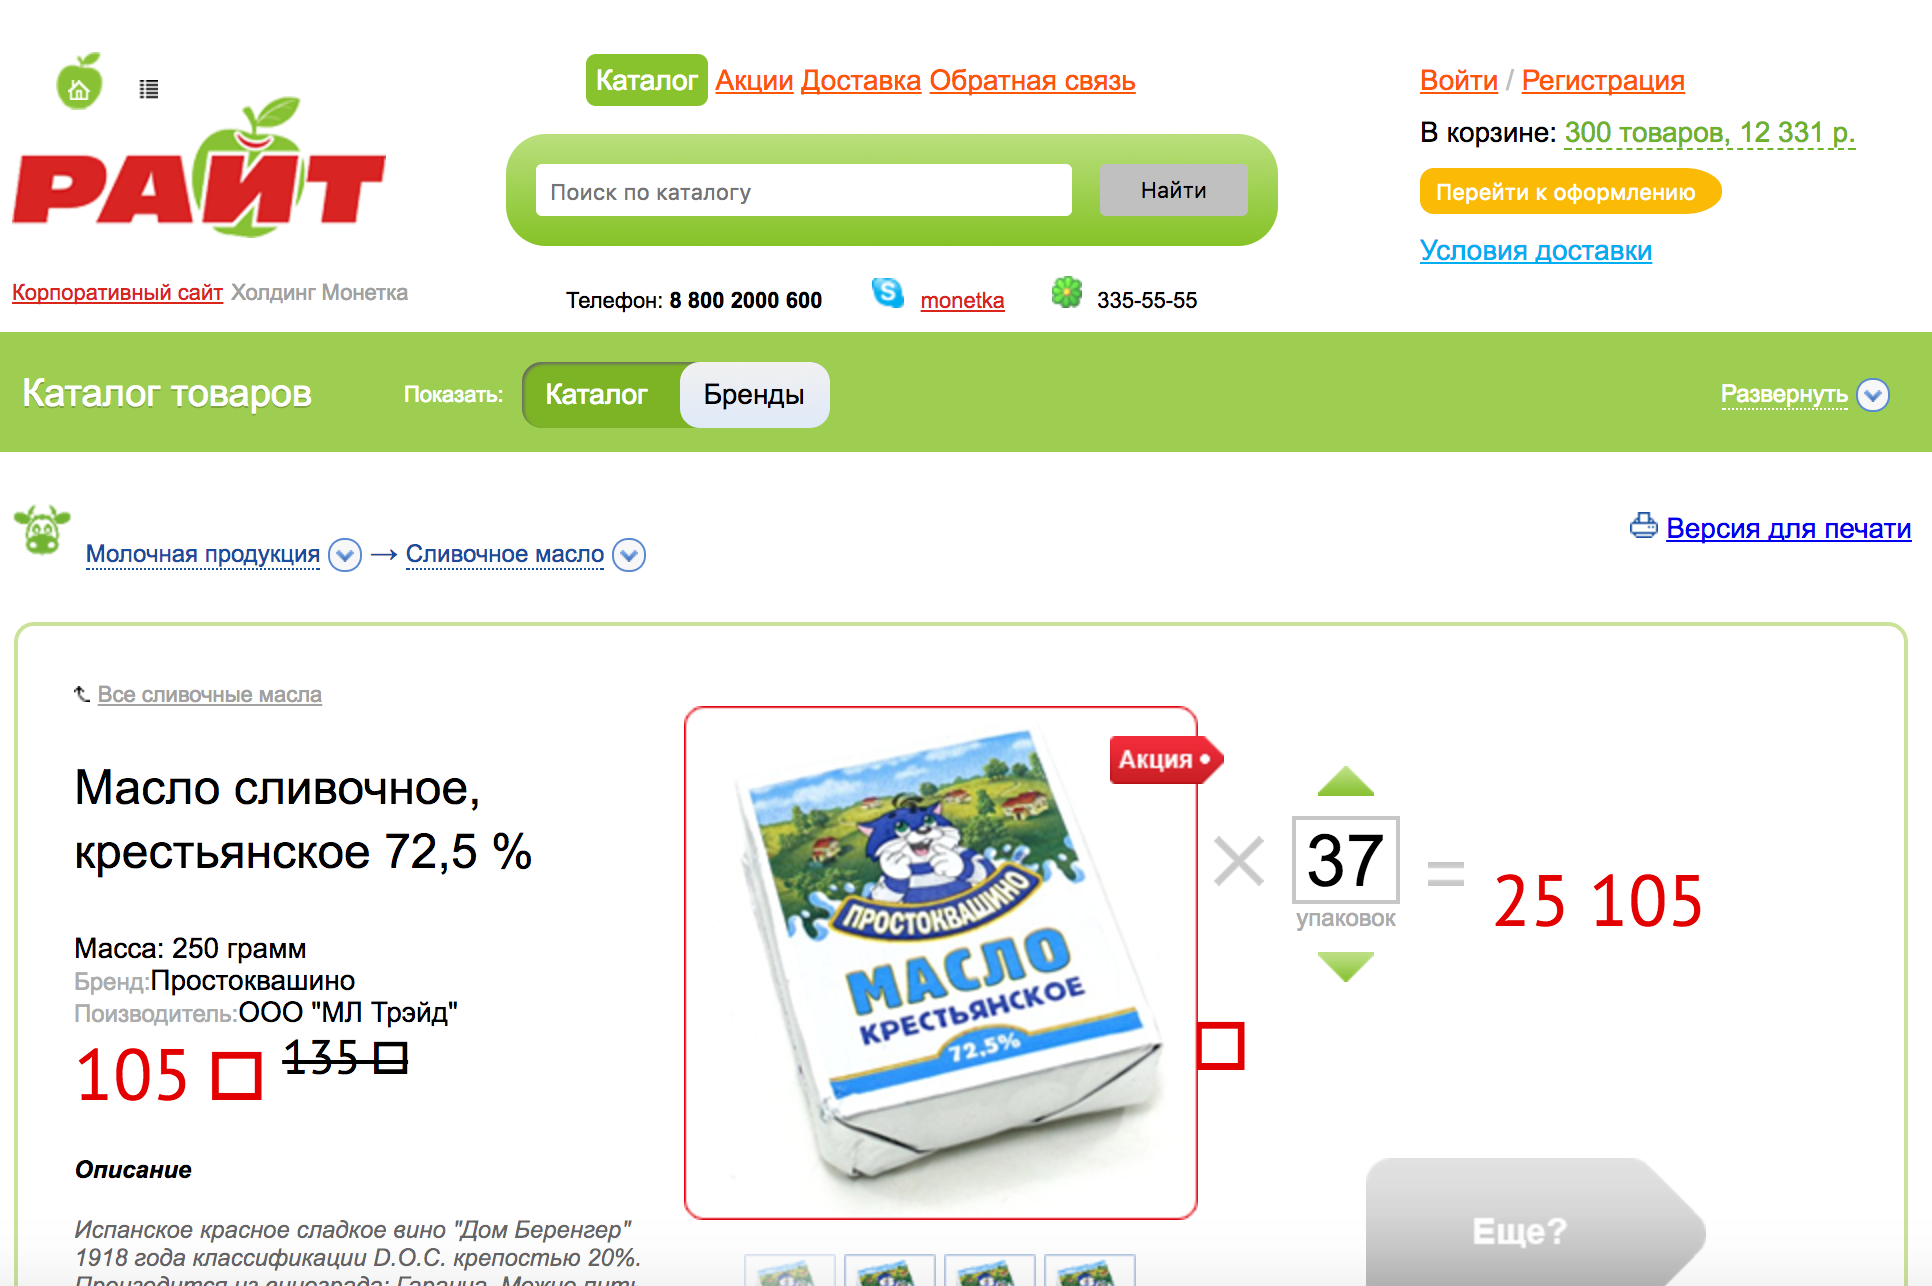 Каталог Акции Доставка Обратная связь
Войти / Регистрация
В корзине: 300 товаров, 12 331 р.
РАЙТ
Поиск по каталогу
Найти
Перейти к оформлению
Условия доставки
Корпоративный сайт Холдинг Монетка
Телефон: 8 800 2000 600
monetka
335-55-55
Каталог товаров
Показать:
Каталог
Бренды
Развернуть
Молочная продукция → Сливочное масло
Версия для печати
Все сливочные масла
Масло сливочное,
крестьянское 72,5 %
Масса: 250 грамм
Бренд:Простоквашино
Поизводитель:ООО "МЛ Трэйд"
105
135
Описание
Испанское красное сладкое вино "Дом Беренгер"
1918 года классификации D.O.C. крепостью 20%.
Акция
ПРОСТОКВАШИНО
МАСЛО
КРЕСТЬЯНСКОЕ
72,5%
× 37 = 25 105
упаковок
Еще?